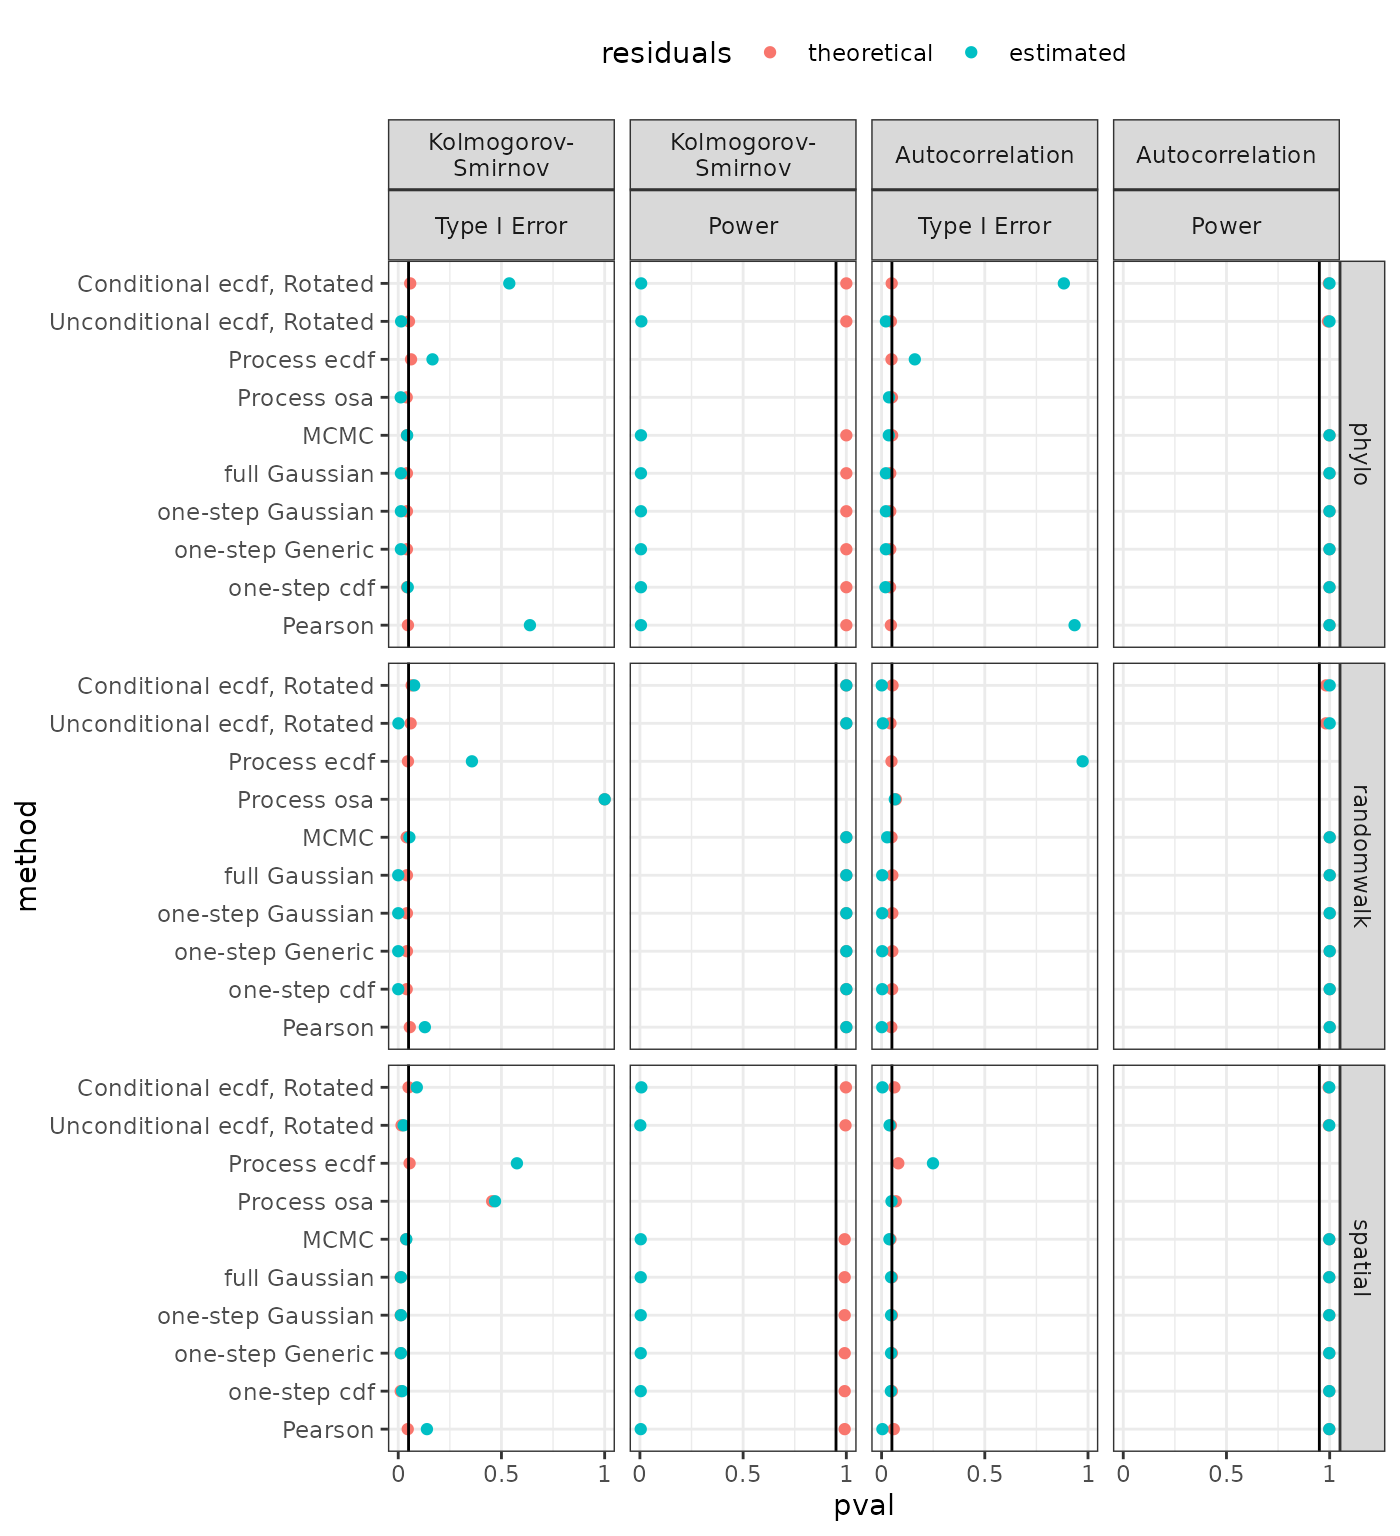 residuals theoretical estimated
Kolmogorov-
Smirnov
Kolmogorov-
Smirnov
Autocorrelation
Autocorrelation
Type I Error
Power
Type I Error
Power
Conditional ecdf, Rotated
Unconditional ecdf, Rotated
Process ecdf
Process osa
MCMC
full Gaussian
one-step Gaussian
one-step Generic
one-step cdf
Pearson
phylo
Conditional ecdf, Rotated
Unconditional ecdf, Rotated
Process ecdf
Process osa
MCMC
full Gaussian
one-step Gaussian
one-step Generic
one-step cdf
Pearson
randomwalk
method
Conditional ecdf, Rotated
Unconditional ecdf, Rotated
Process ecdf
Process osa
MCMC
full Gaussian
one-step Gaussian
one-step Generic
one-step cdf
Pearson
spatial
0 0.5 1 0 0.5 1 0 0.5 1 0 0.5 1
pval